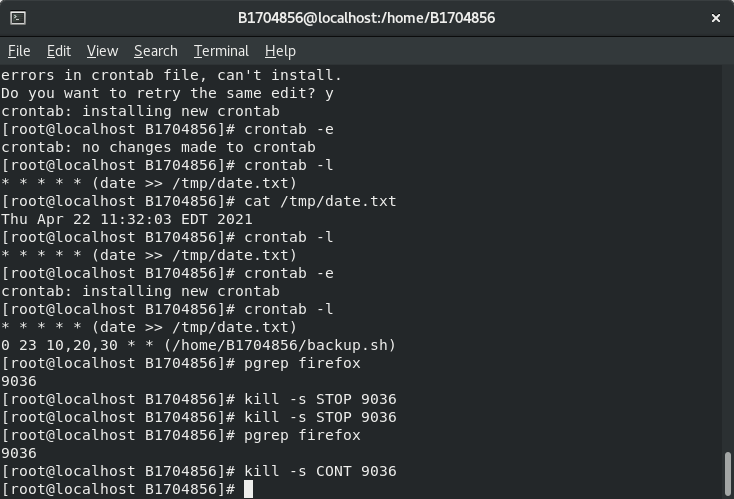 B1704856@localhost:/home/B1704856
File Edit View Search Terminal Help
errors in crontab file, can't install.
Do you want to retry the same edit? y
crontab: installing new crontab
[root@localhost B1704856]# crontab -e
crontab: no changes made to crontab
[root@localhost B1704856]# crontab -l
* * * * * (date >> /tmp/date.txt)
[root@localhost B1704856]# cat /tmp/date.txt
Thu Apr 22 11:32:03 EDT 2021
[root@localhost B1704856]# crontab -l
* * * * * (date >> /tmp/date.txt)
[root@localhost B1704856]# crontab -e
crontab: installing new crontab
[root@localhost B1704856]# crontab -l
* * * * * (date >> /tmp/date.txt)
0 23 10,20,30 * * (/home/B1704856/backup.sh)
[root@localhost B1704856]# pgrep firefox
9036
[root@localhost B1704856]# kill -s STOP 9036
[root@localhost B1704856]# kill -s STOP 9036
[root@localhost B1704856]# pgrep firefox
9036
[root@localhost B1704856]# kill -s CONT 9036
[root@localhost B1704856]#